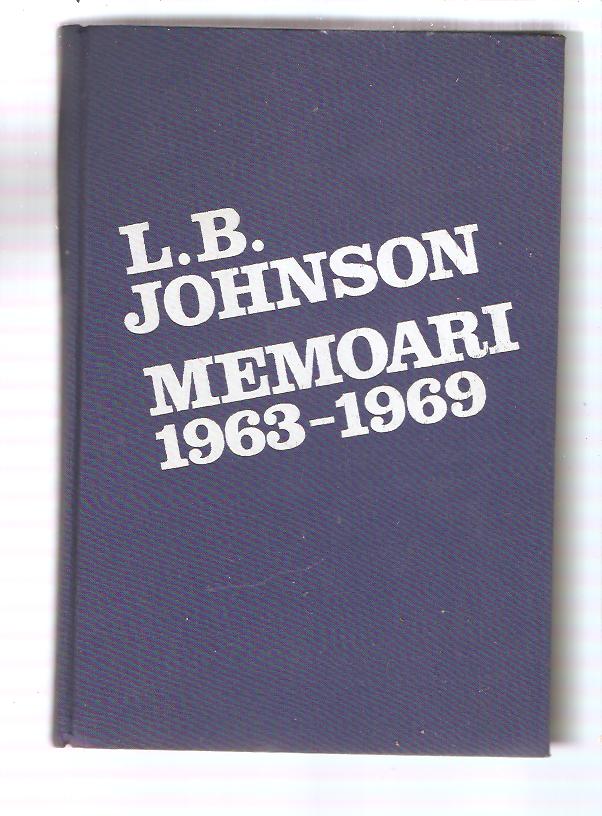 L.B.
JOHNSON
MEMOARI
1963-1969